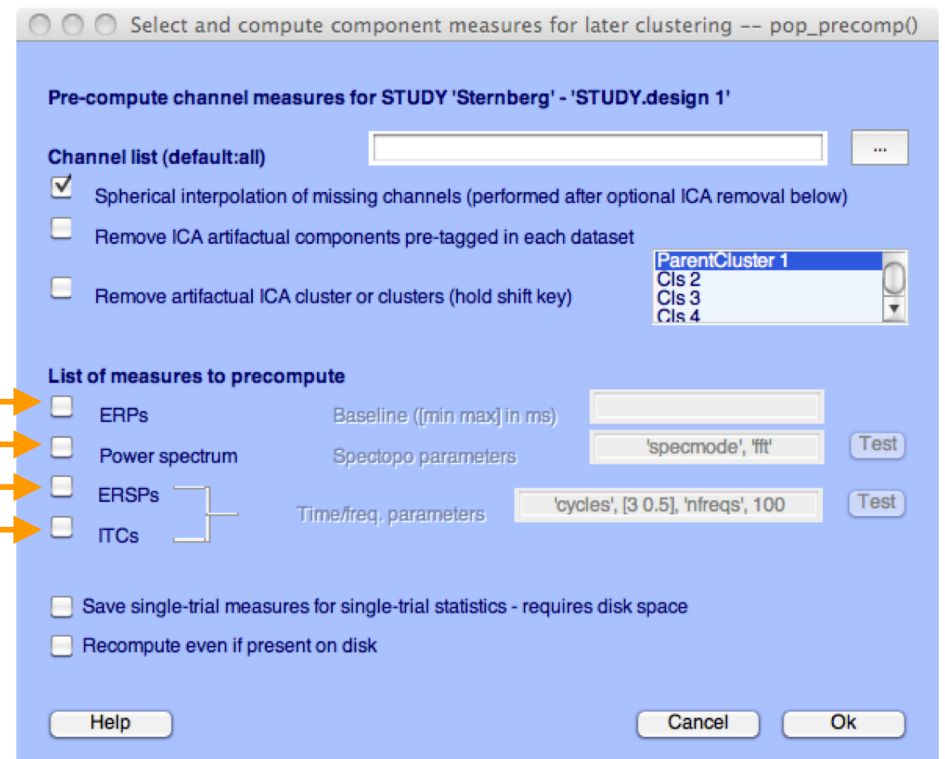 Select and compute component measures for later clustering -- pop_precomp()
Pre-compute channel measures for STUDY 'Sternberg' - 'STUDY.design 1'
Channel list (default:all)
...
Spherical interpolation of missing channels (performed after optional ICA removal below)
Remove ICA artifactual components pre-tagged in each dataset
Remove artifactual ICA cluster or clusters (hold shift key)
ParentCluster 1
Cls 2
Cls 3
Cls 4
List of measures to precompute
ERPs Baseline ([min max] in ms)
Power spectrum Spectopo parameters 'specmode', 'fft' Test
ERSPs
Time/freq. parameters 'cycles', [3 0.5], 'nfreqs', 100 Test
ITCs
Save single-trial measures for single-trial statistics - requires disk space
Recompute even if present on disk
Help Cancel Ok